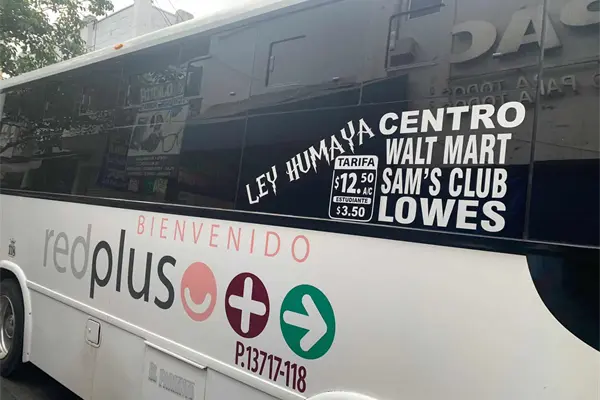 LEY HUMAYA
TARIFA
$12.50
A/C
ESTUDIANTE
$3.50
CENTRO
WALT MART
SAM'S CLUB
LOWES
BIENVENIDO
redplus
P.13717-118